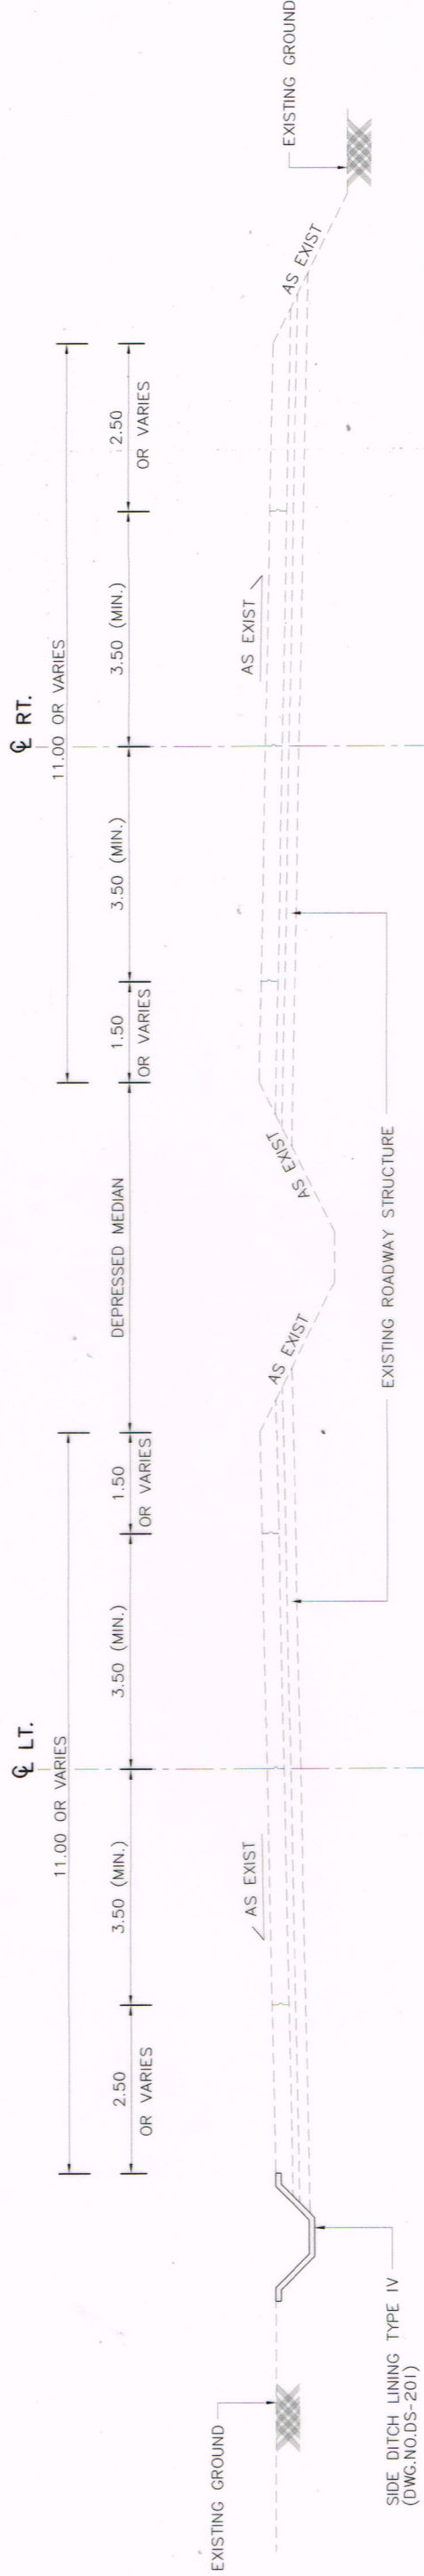 ℄ LT.
℄ RT.
11.00 OR VARIES
11.00 OR VARIES
2.50
OR VARIES
3.50 (MIN.)
3.50 (MIN.)
1.50
OR VARIES
DEPRESSED MEDIAN
1.50
OR VARIES
3.50 (MIN.)
3.50 (MIN.)
2.50
OR VARIES
EXISTING GROUND
AS EXIST
AS EXIST
AS EXIST
AS EXIST
AS EXIST
EXISTING GROUND
SIDE DITCH LINING TYPE IV
(DWG.NO.DS-201)
EXISTING ROADWAY STRUCTURE